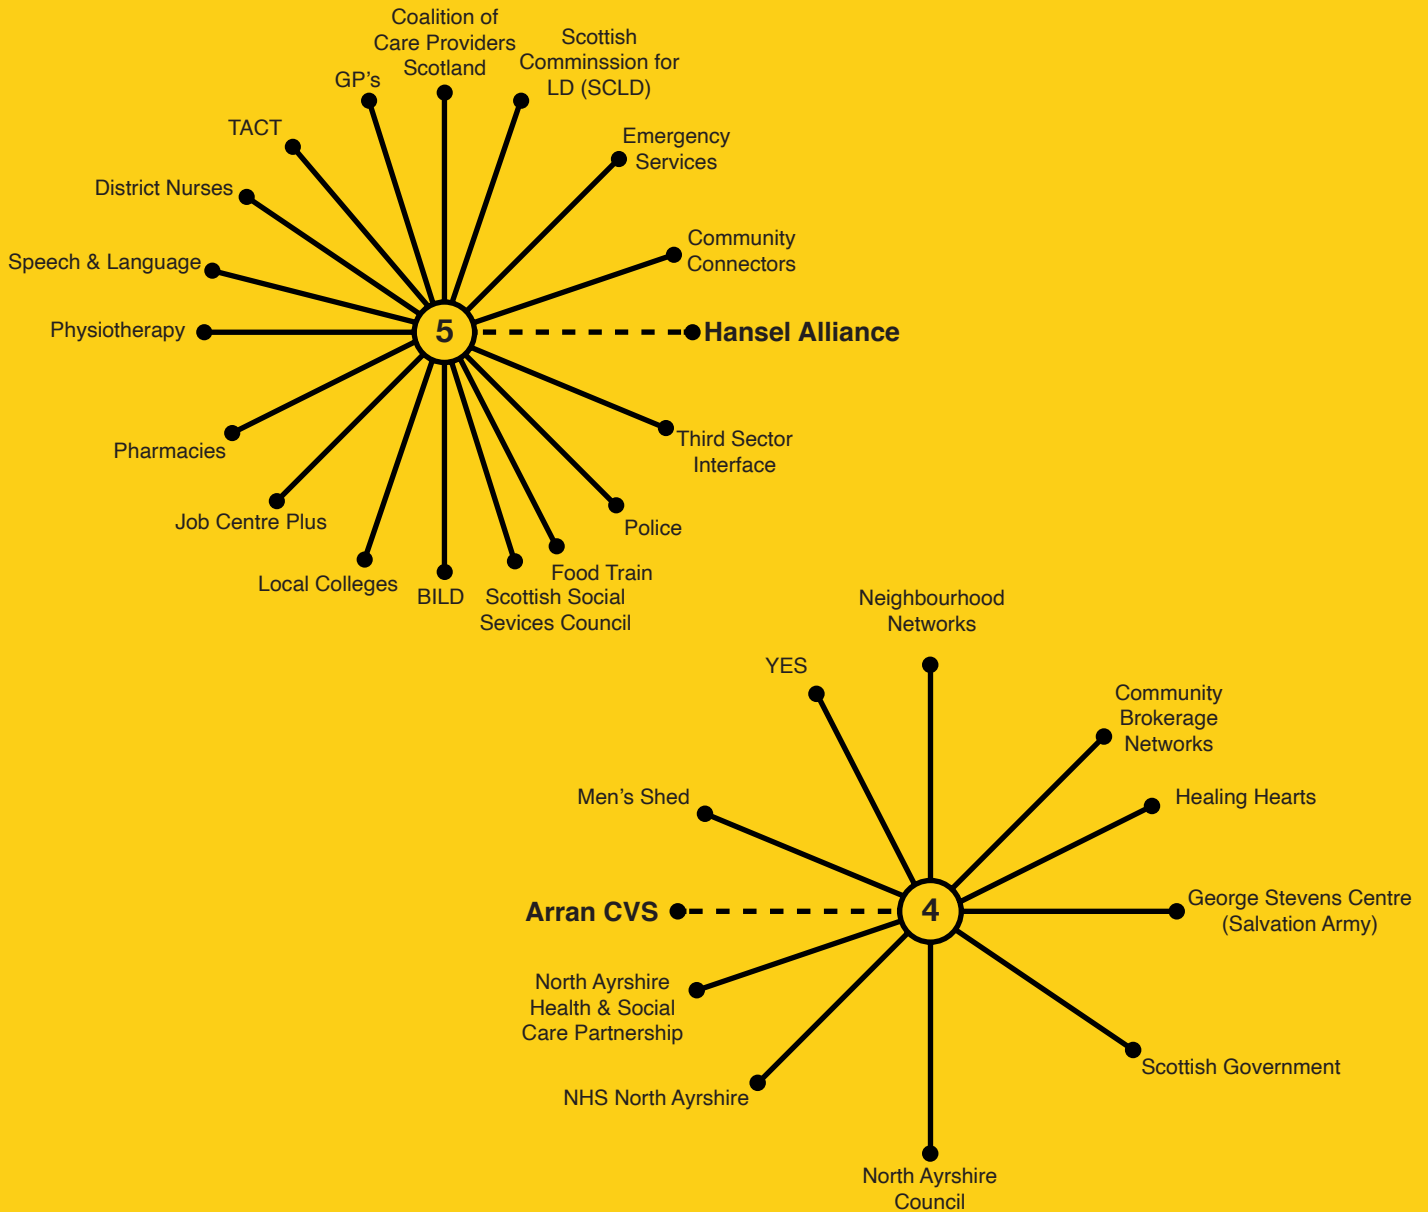 Coalition of
Care Providers
Scotland
Scottish
Comminssion for
LD (SCLD)
GP's
TACT
Emergency
Services
District Nurses
Community
Connectors
Speech & Language
Physiotherapy
5
Hansel Alliance
Pharmacies
Third Sector
Interface
Job Centre Plus
Police
Local Colleges
BILD
Food Train
Scottish Social
Sevices Council
Neighbourhood
Networks
YES
Community
Brokerage
Networks
Men's Shed
Healing Hearts
Arran CVS
4
George Stevens Centre
(Salvation Army)
North Ayrshire
Health & Social
Care Partnership
Scottish Government
NHS North Ayrshire
North Ayrshire
Council